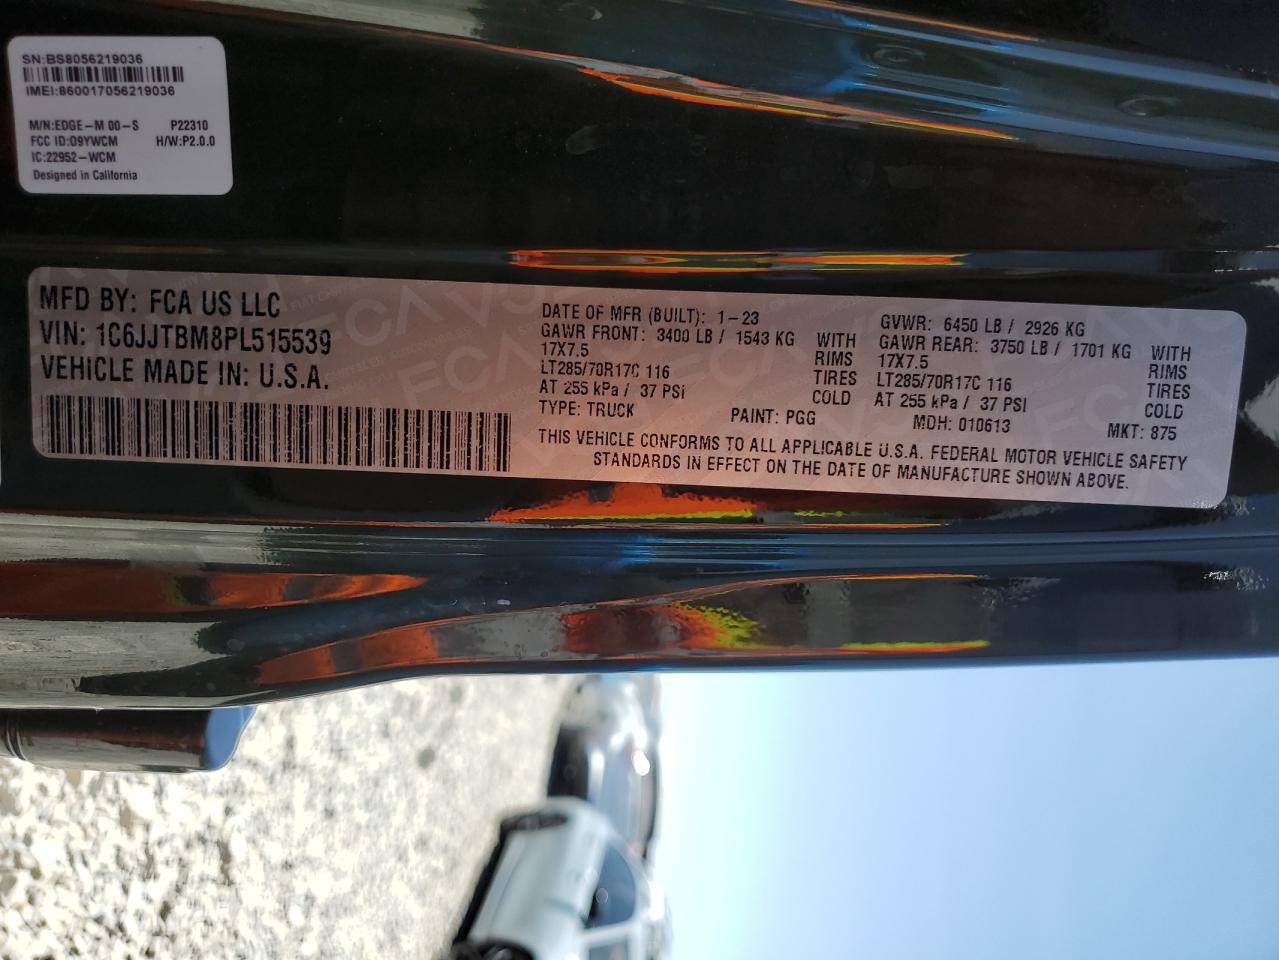 SN:BS8056219036
IMEI:860017056219036
M/N:EDGE-M 00-S P22310
FCC ID:O9YWCM H/W:P2.0.0
IC:22952-WCM
Designed in California
MFD BY: FCA US LLC
VIN: 1C6JJTBM8PL515539
VEHICLE MADE IN: U.S.A.
DATE OF MFR (BUILT): 1-23
GAWR FRONT: 3400 LB / 1543 KG WITH
17X7.5 RIMS
LT285/70R17C 116 TIRES
AT 255 kPa / 37 PSI COLD
TYPE: TRUCK PAINT: PGG
GVWR: 6450 LB / 2926 KG
GAWR REAR: 3750 LB / 1701 KG WITH
17X7.5 RIMS
LT285/70R17C 116 TIRES
AT 255 kPa / 37 PSI COLD
MDH: 010613 MKT: 875
THIS VEHICLE CONFORMS TO ALL APPLICABLE U.S.A. FEDERAL MOTOR VEHICLE SAFETY
STANDARDS IN EFFECT ON THE DATE OF MANUFACTURE SHOWN ABOVE.